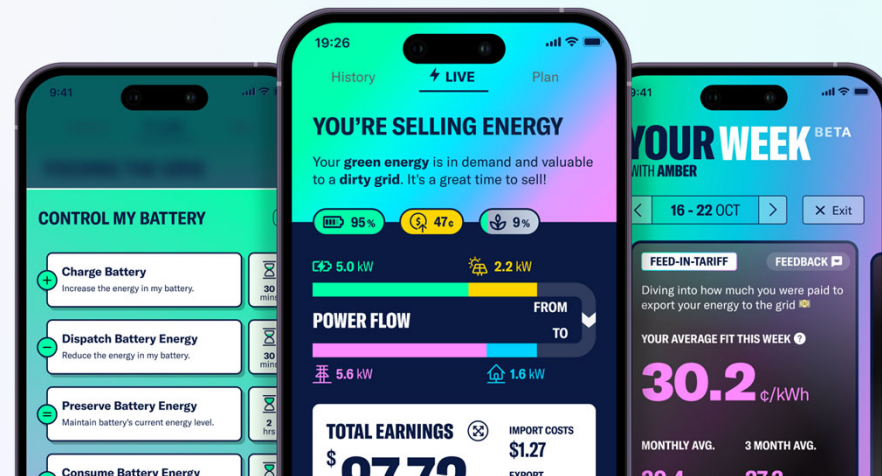 9:41
CONTROL MY BATTERY
Charge Battery
Increase the energy in my battery.
30
mins
Dispatch Battery Energy
Reduce the energy in my battery.
30
mins
Preserve Battery Energy
Maintain battery's current energy level.
2
hrs
Consume Battery Energy
19:26
History
LIVE
Plan
YOU'RE SELLING ENERGY
Your green energy is in demand and valuable
to a dirty grid. It's a great time to sell!
95%
47c
9%
5.0 kW
2.2 kW
POWER FLOW
FROM
TO
5.6 kW
1.6 kW
TOTAL EARNINGS
$97.72
IMPORT COSTS
$1.27
EXPORT
9:41
YOUR WEEK BETA
WITH AMBER
< 16 - 22 OCT >
X Exit
FEED-IN-TARIFF
FEEDBACK
Diving into how much you were paid to
export your energy to the grid
YOUR AVERAGE FIT THIS WEEK ?
30.2 ¢/kWh
MONTHLY AVG.
3 MONTH AVG.